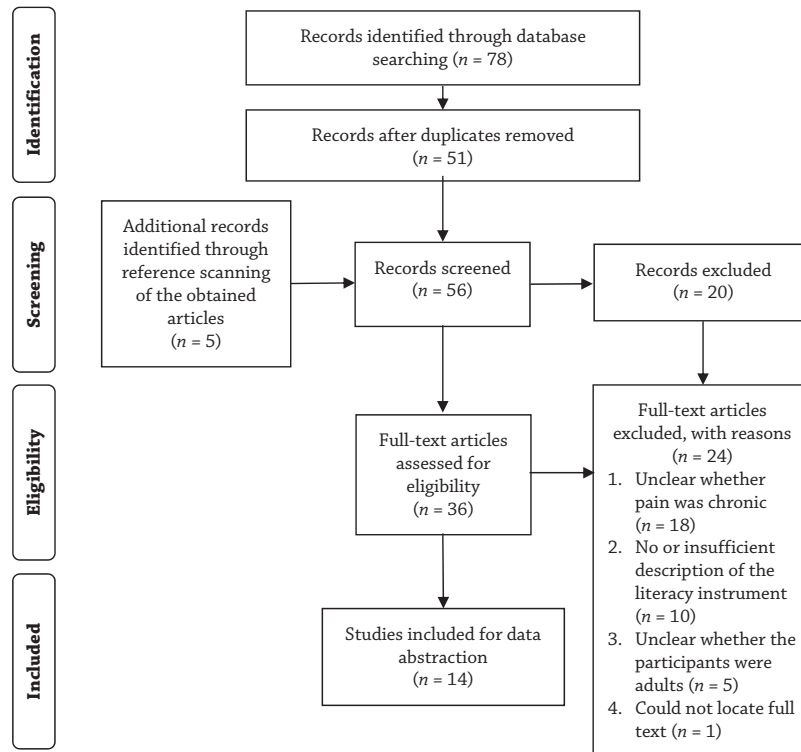 Identification
Records identified through database
searching (n = 78)
Records after duplicates removed
(n = 51)
Screening
Additional records
identified through
reference scanning
of the obtained
articles
(n = 5)
Records screened
(n = 56)
Records excluded
(n = 20)
Eligibility
Full-text articles
assessed for
eligibility
(n = 36)
Full-text articles
excluded, with reasons
(n = 24)
1. Unclear whether
pain was chronic
(n = 18)
2. No or insufficient
description of the
literacy instrument
(n = 10)
3. Unclear whether the
participants were
adults (n = 5)
4. Could not locate full
text (n = 1)
Included
Studies included for data
abstraction
(n = 14)